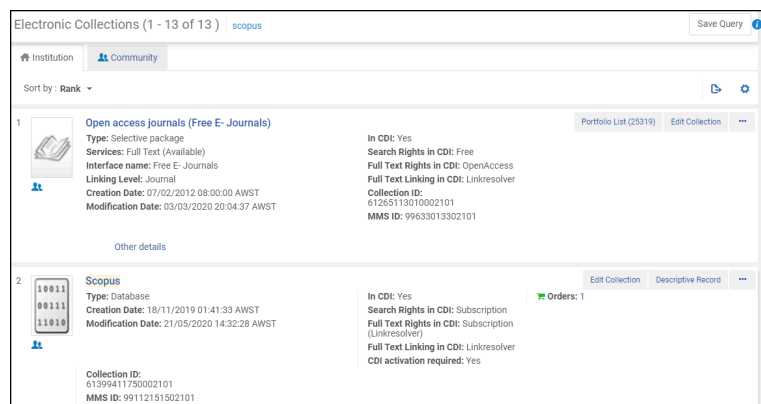 Electronic Collections (1 - 13 of 13 ) scopus Save Query
Institution Community
Sort by : Rank
1 Open access journals (Free E- Journals) Portfolio List (25319) Edit Collection ...
Type: Selective package In CDI: Yes
Services: Full Text (Available) Search Rights in CDI: Free
Interface name: Free E- Journals Full Text Rights in CDI: OpenAccess
Linking Level: Journal Full Text Linking in CDI: Linkresolver
Creation Date: 07/02/2012 08:00:00 AWST Collection ID:
Modification Date: 03/03/2020 20:04:37 AWST 61265113010002101
MMS ID: 99633013302101
Other details
2 Scopus Edit Collection Descriptive Record ...
10011
00111
11010
Type: Database In CDI: Yes Orders: 1
Creation Date: 18/11/2019 01:41:33 AWST Search Rights in CDI: Subscription
Modification Date: 21/05/2020 14:32:28 AWST Full Text Rights in CDI: Subscription
(Linkresolver)
Full Text Linking in CDI: Linkresolver
CDI activation required: Yes
Collection ID:
61399411750002101
MMS ID: 99112151502101